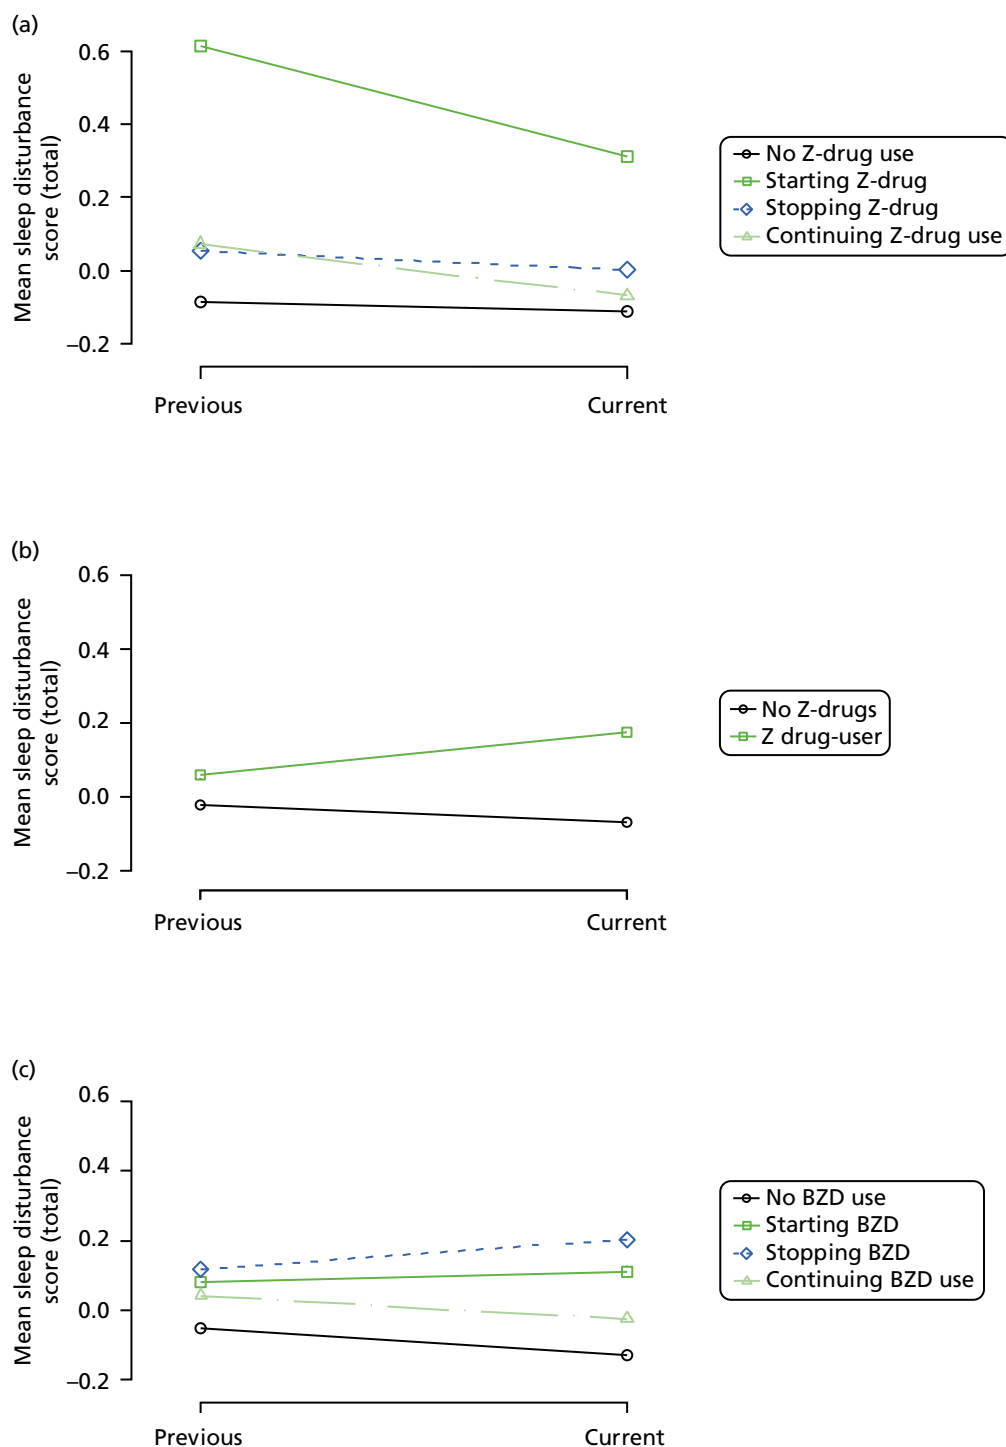 (a)
Mean sleep disturbance
score (total)
0.6
0.4
0.2
0.0
–0.2
Previous
Current
No Z-drug use
Starting Z-drug
Stopping Z-drug
Continuing Z-drug use
(b)
Mean sleep disturbance
score (total)
0.6
0.4
0.2
0.0
–0.2
Previous
Current
No Z-drugs
Z drug-user
(c)
Mean sleep disturbance
score (total)
0.6
0.4
0.2
0.0
–0.2
Previous
Current
No BZD use
Starting BZD
Stopping BZD
Continuing BZD use